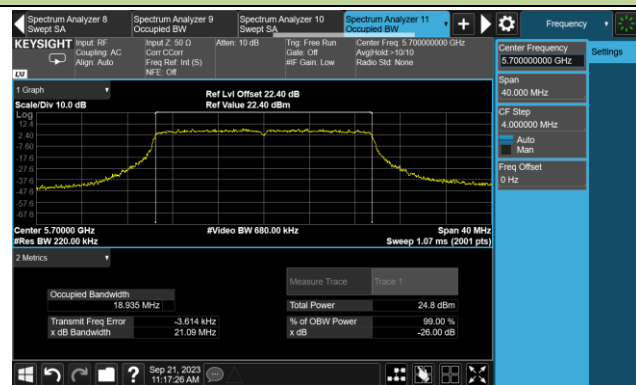 Spectrum Analyzer 8
Swept SA
Spectrum Analyzer 9
Occupied BW
Spectrum Analyzer 10
Swept SA
Spectrum Analyzer 11
Occupied BW
Frequency
KEYSIGHT
Input: RF
Coupling: AC
Align: Auto
Input Z: 50 Ω
Corr CCorr
Freq Ref: Int (S)
NFE: Off
Atten: 10 dB
Trig: Free Run
Gate: Off
#IF Gain: Low
Center Freq: 5.700000000 GHz
Avg|Hold:>10/10
Radio Std: None
LXI
Center Frequency
5.700000000 GHz
Settings
Span
40.000 MHz
CF Step
4.000000 MHz
Auto
Man
Freq Offset
0 Hz
1 Graph
Scale/Div 10.0 dB
Ref Lvl Offset 22.40 dB
Ref Value 22.40 dBm
Log
12.4
2.40
-7.60
-17.6
-27.6
-37.6
-47.6
-57.6
-67.6
Center 5.70000 GHz
#Res BW 220.00 kHz
#Video BW 680.00 kHz
Span 40 MHz
Sweep 1.07 ms (2001 pts)
2 Metrics
Measure Trace
Trace 1
Occupied Bandwidth
18.935 MHz
Total Power
24.8 dBm
Transmit Freq Error
-3.614 kHz
% of OBW Power
99.00 %
x dB Bandwidth
21.09 MHz
x dB
-26.00 dB
Sep 21, 2023
11:17:26 AM